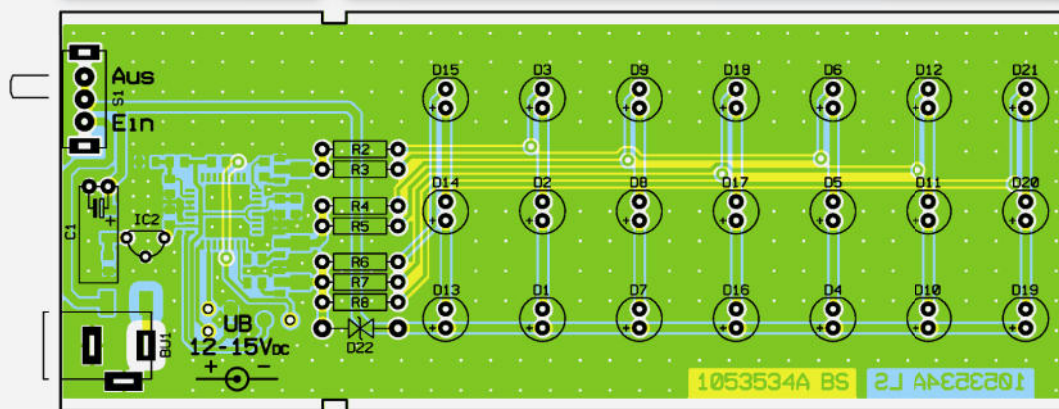 D15 D3 D9 D18 D6 D12 D21
Aus
S1
Ein
R2
R3
D14 D2 D8 D17 D5 D11 D20
R4
R5
C1
+
IC2
R6
R7
R8
D13 D1 D7 D16 D4 D10 D19
UB
12-15VDC
+ -
BU1
D22
1053534A BS
1053534A LS